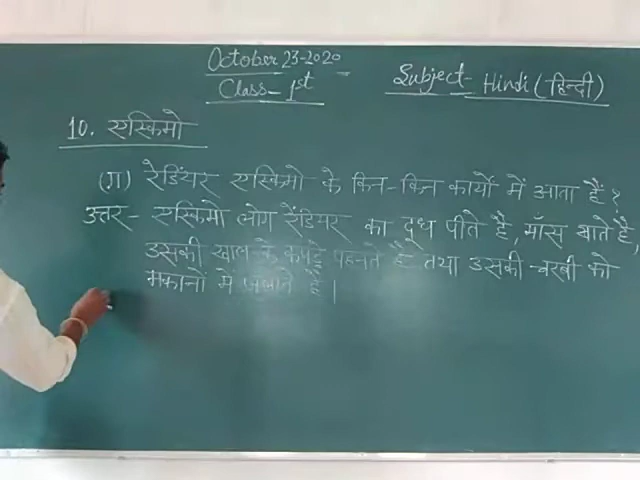 October 23-2020
Class- 1st
Subject- Hindi (हिन्दी)
10. एस्किमो
(ग) रेडियर एस्किमो के किन-किन कार्यों में आता है?
उत्तर- एस्किमो लोग रेंडियर का दूध पीते है, माँस खाते है,
उसकी खाल के कपड़े पहनते है तथा उसकी चरबी को
मकानों में जलाते है।